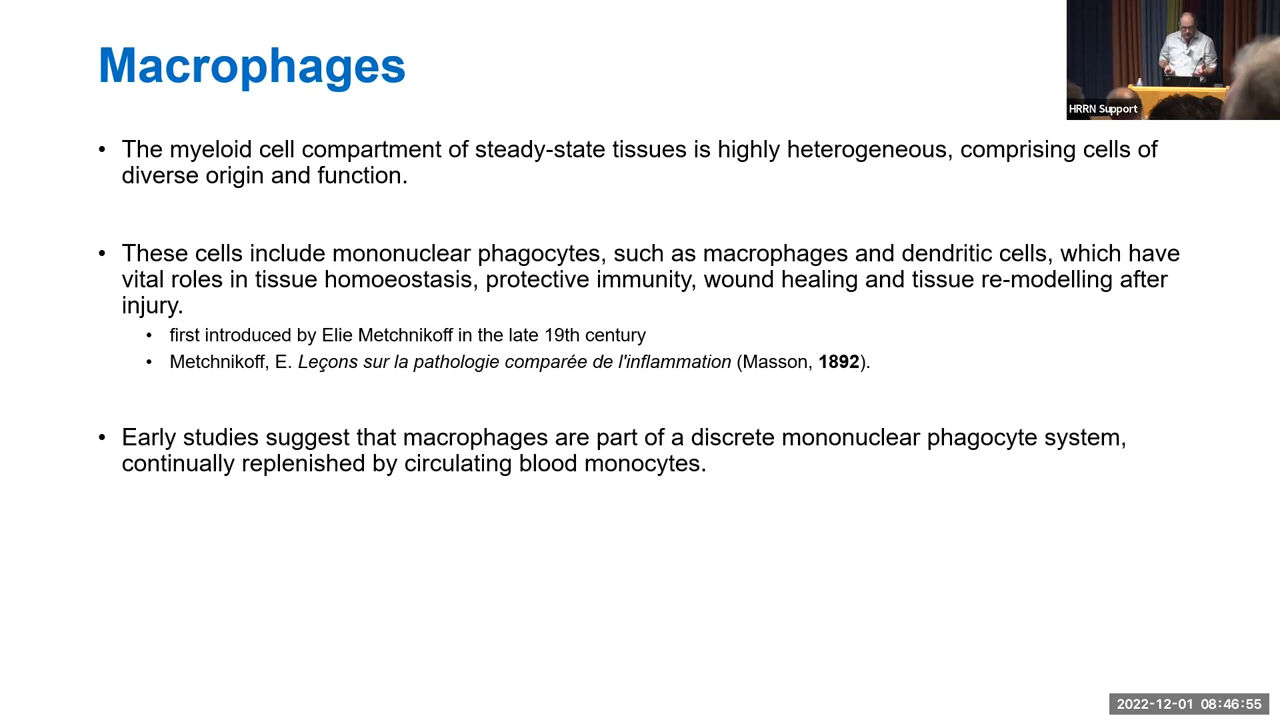 Macrophages
HRRN Support
• The myeloid cell compartment of steady-state tissues is highly heterogeneous, comprising cells of
diverse origin and function.
• These cells include mononuclear phagocytes, such as macrophages and dendritic cells, which have
vital roles in tissue homoeostasis, protective immunity, wound healing and tissue re-modelling after
injury.
• first introduced by Elie Metchnikoff in the late 19th century
• Metchnikoff, E. Leçons sur la pathologie comparée de l'inflammation (Masson, 1892).
• Early studies suggest that macrophages are part of a discrete mononuclear phagocyte system,
continually replenished by circulating blood monocytes.
2022-12-01 08:46:55